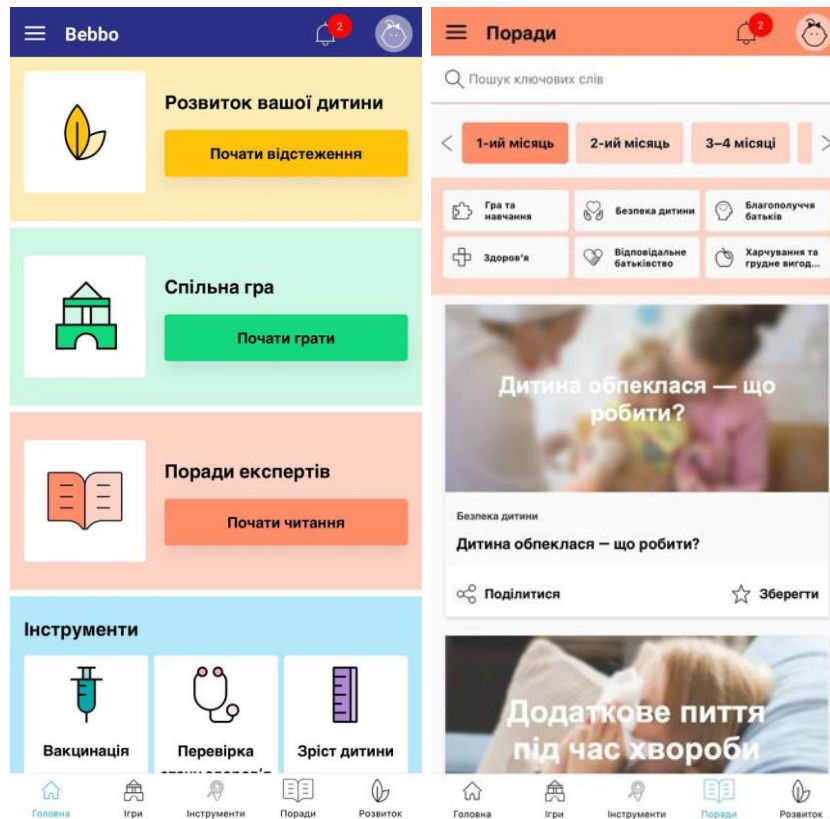 Bebbo
2
Розвиток вашої дитини
Почати відстеження
Спільна гра
Почати грати
Поради експертів
Почати читання
Інструменти
Вакцинація
Перевірка
Зріст дитини
Головна
Ігри
Інструменти
Поради
Розвиток
Поради
2
Пошук ключових слів
1-ий місяць
2-ий місяць
3–4 місяці
Гра та
навчання
Безпека дитини
Благополуччя
батьків
Здоров'я
Відповідальне
батьківство
Харчування та
грудне вигод...
Дитина обпеклася — що
робити?
Безпека дитини
Дитина обпеклася — що робити?
Поділитися
Зберегти
Додаткове пиття
під час хвороби
Головна
Ігри
Інструменти
Поради
Розвиток